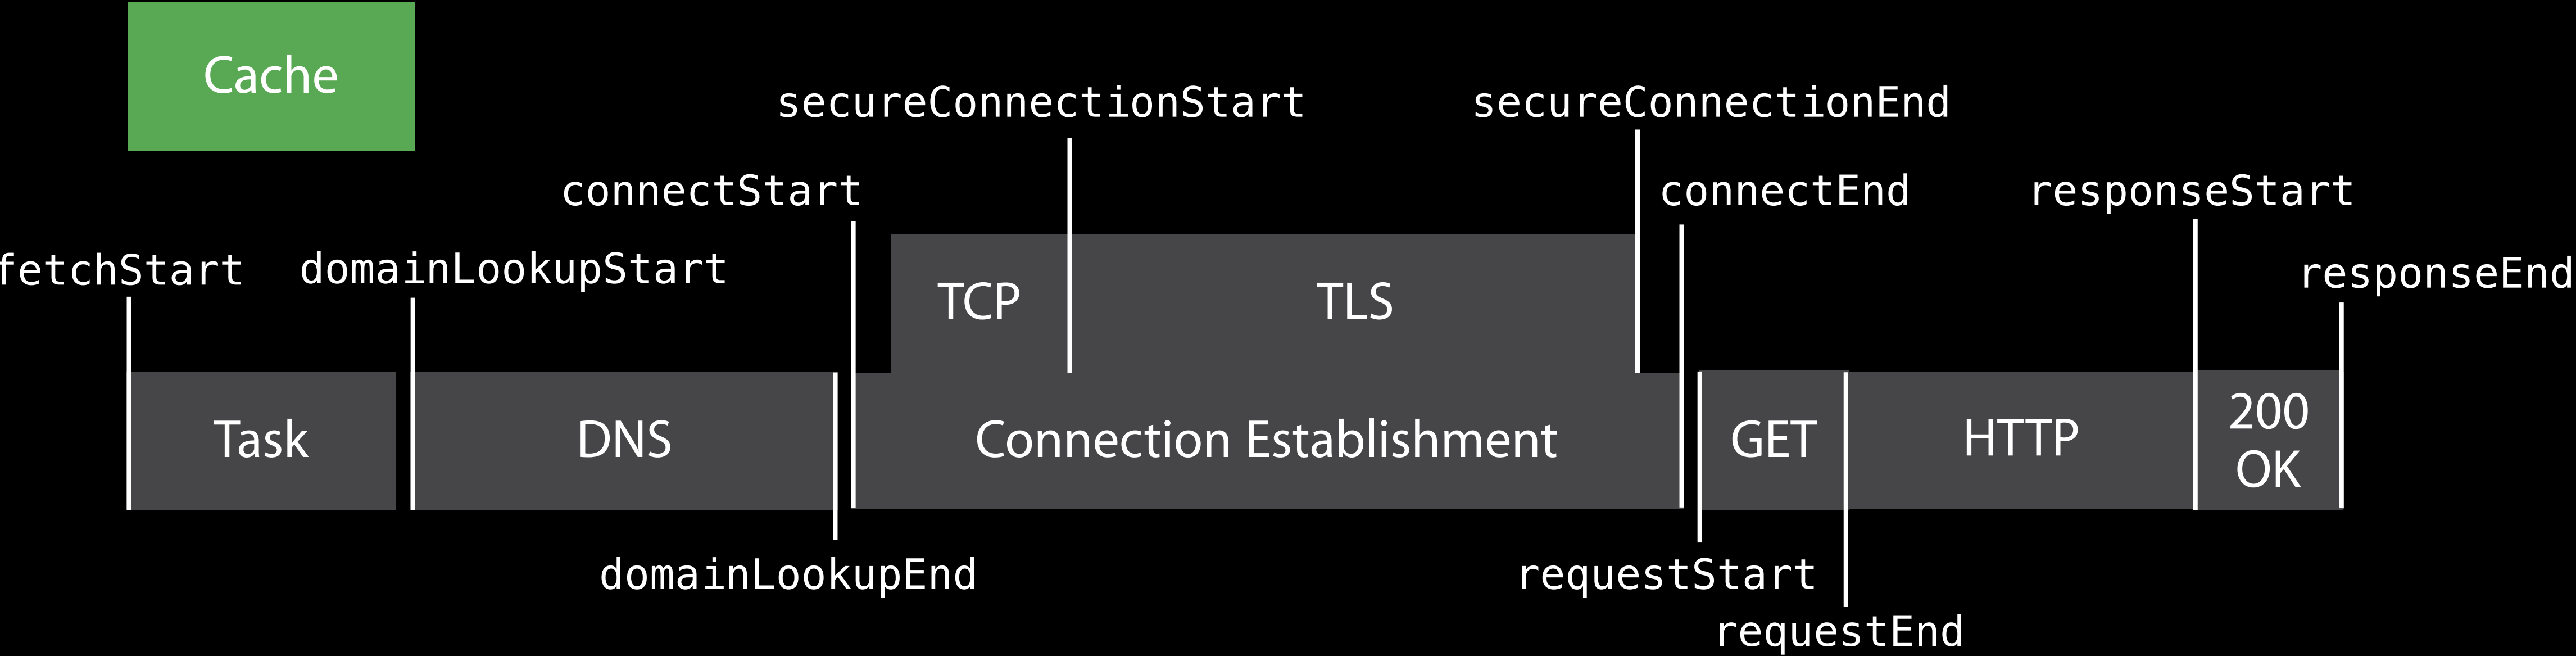 Cache
secureConnectionStart
secureConnectionEnd
connectStart
connectEnd
responseStart
fetchStart
domainLookupStart
responseEnd
TCP
TLS
Task
DNS
Connection Establishment
GET
HTTP
200
OK
domainLookupEnd
requestStart
requestEnd